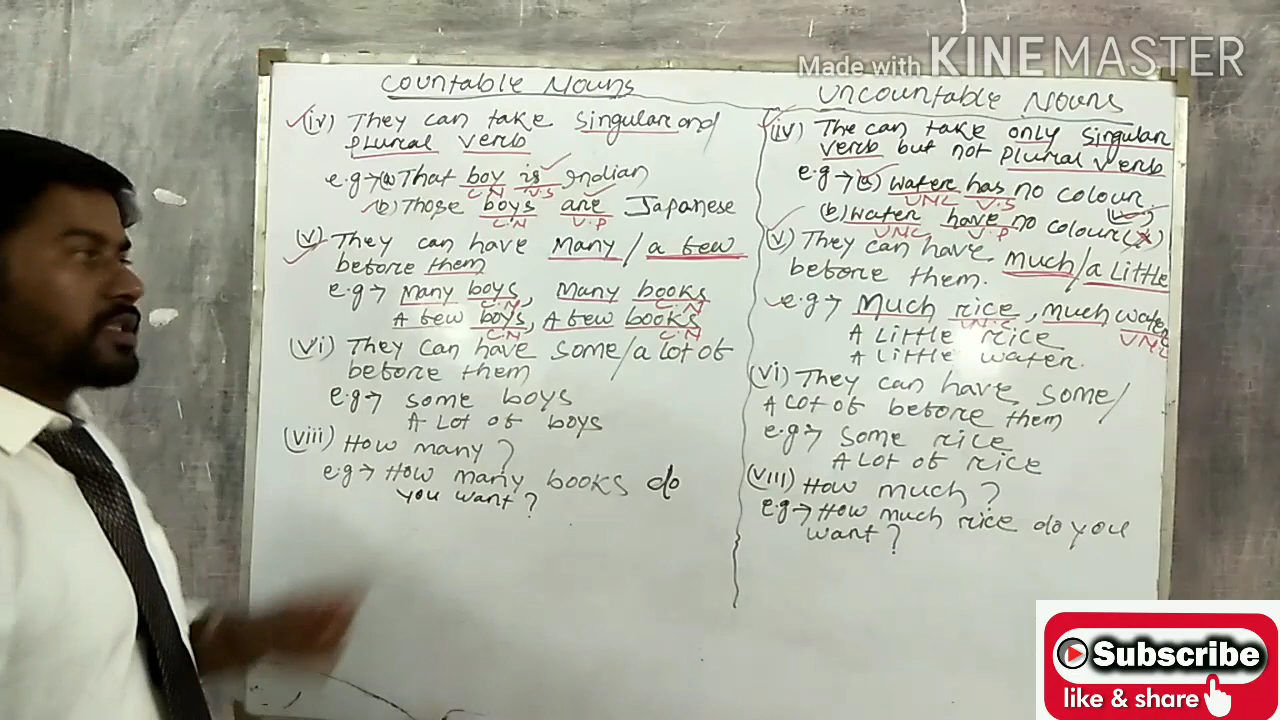 Made with KINEMASTER
Countable Nouns
(iv) They can take singular and
plural verb
e.g → (a) That boy is Indian
C.N V.S
b) Those boys are Japanese
C.N V.P
(v) They can have many / a few
before them
e.g → Many boys, many books
C.N C.N
A few boys, A few books
C.N C.N
(vi) They can have some/a lot of
before them
e.g → some boys
A Lot of boys
(viii) How many?
e.g → How many books do
you want?
Uncountable Nouns
(iv) The can take only singular
verb but not plural verb
e.g → (a) Water has no colour.
UNC V.S
(b) water have no colour (x)
UNC V.P
(v) They can have much/a Little
before them.
e.g → Much rice, much water
UNC UNC
A Little rice
A Little water.
(vi) They can have some/
A Lot of before them
e.g → some rice
A Lot of rice
(viii) How much?
e.g → How much rice do you
want?
Subscribe
like & share